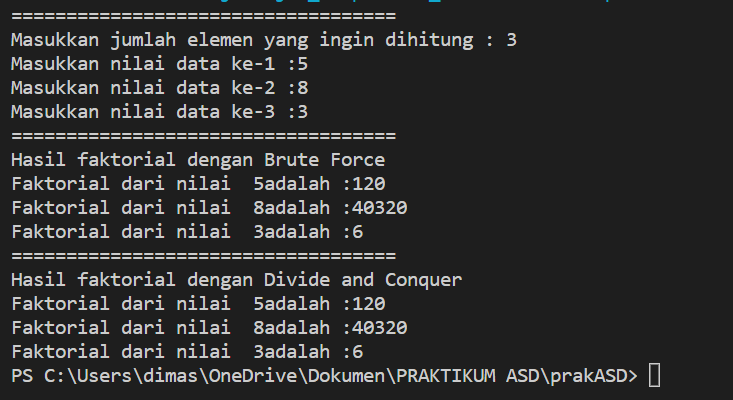 ===================================
Masukkan jumlah elemen yang ingin dihitung : 3
Masukkan nilai data ke-1 :5
Masukkan nilai data ke-2 :8
Masukkan nilai data ke-3 :3
===================================
Hasil faktorial dengan Brute Force
Faktorial dari nilai  5adalah :120
Faktorial dari nilai  8adalah :40320
Faktorial dari nilai  3adalah :6
===================================
Hasil faktorial dengan Divide and Conquer
Faktorial dari nilai  5adalah :120
Faktorial dari nilai  8adalah :40320
Faktorial dari nilai  3adalah :6
PS C:\Users\dimas\OneDrive\Dokumen\PRAKTIKUM ASD\prakASD>